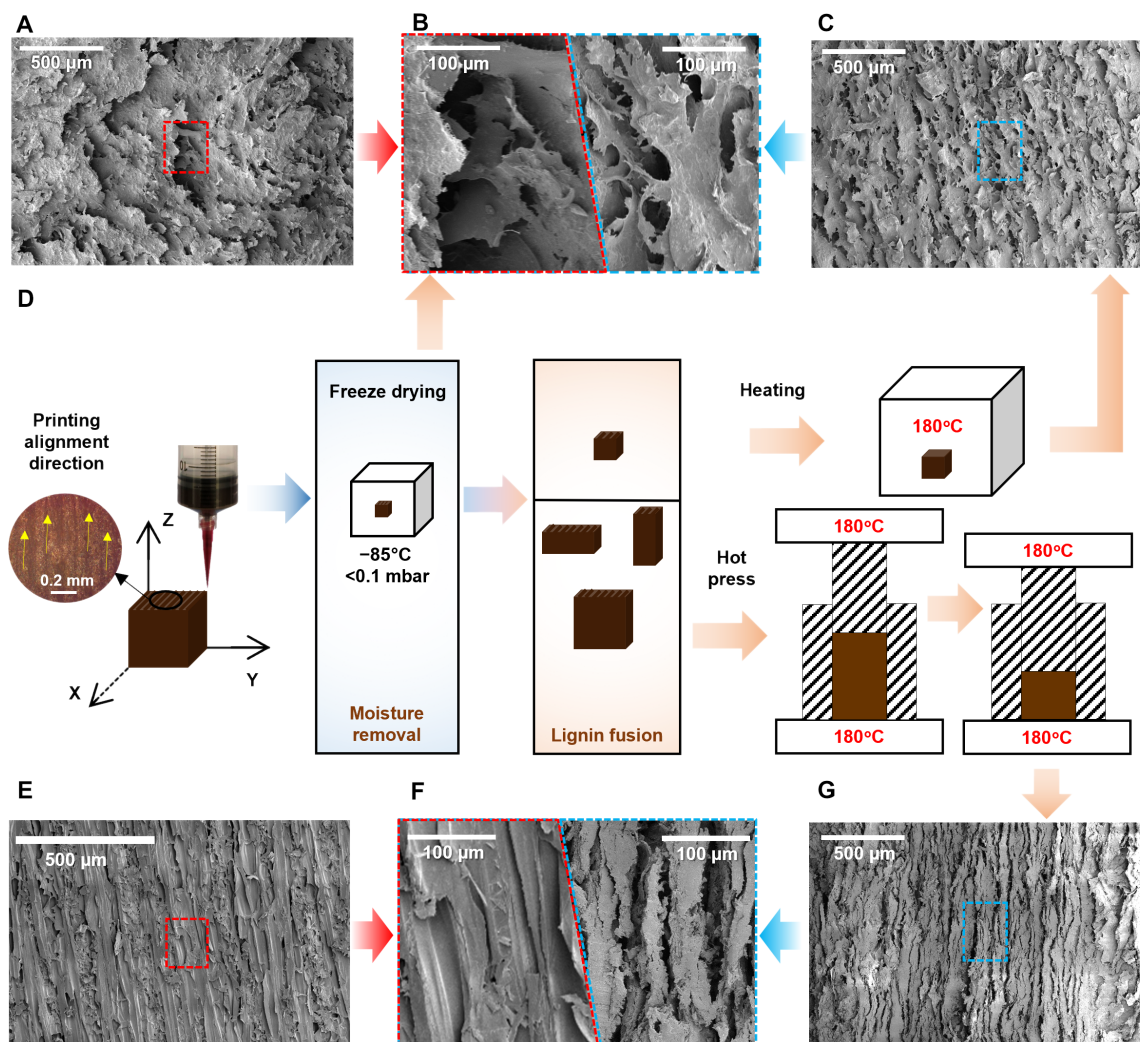 A
B
C
500 µm
100 µm
100 µm
500 µm
D
Printing
alignment
direction
0.2 mm
Z
X
Y
10
Freeze drying
−85°C
<0.1 mbar
Moisture
removal
Lignin fusion
Heating
180°C
Hot
press
180°C
180°C
180°C
180°C
E
F
G
500 µm
100 µm
100 µm
500 µm